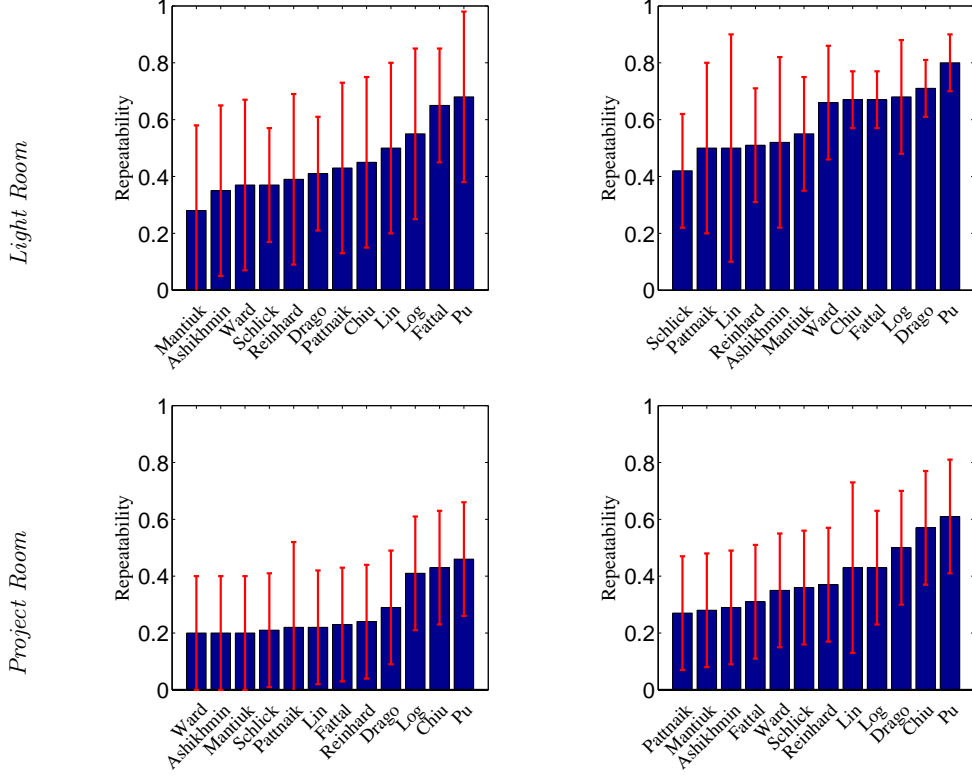 Light Room
Repeatability
1
0.8
0.6
0.4
0.2
0
Mantiuk
Ashikhmin
Ward
Schlick
Reinhard
Drago
Pattnaik
Chiu
Lin
Log
Fattal
Pu
Repeatability
1
0.8
0.6
0.4
0.2
0
Schlick
Pattnaik
Lin
Reinhard
Ashikhmin
Mantiuk
Ward
Chiu
Fattal
Log
Drago
Pu
Project Room
Repeatability
1
0.8
0.6
0.4
0.2
0
Ward
Ashikhmin
Mantiuk
Schlick
Pattnaik
Lin
Fattal
Reinhard
Drago
Log
Chiu
Pu
Repeatability
1
0.8
0.6
0.4
0.2
0
Pattnaik
Mantiuk
Ashikhmin
Fattal
Ward
Schlick
Reinhard
Lin
Log
Drago
Chiu
Pu